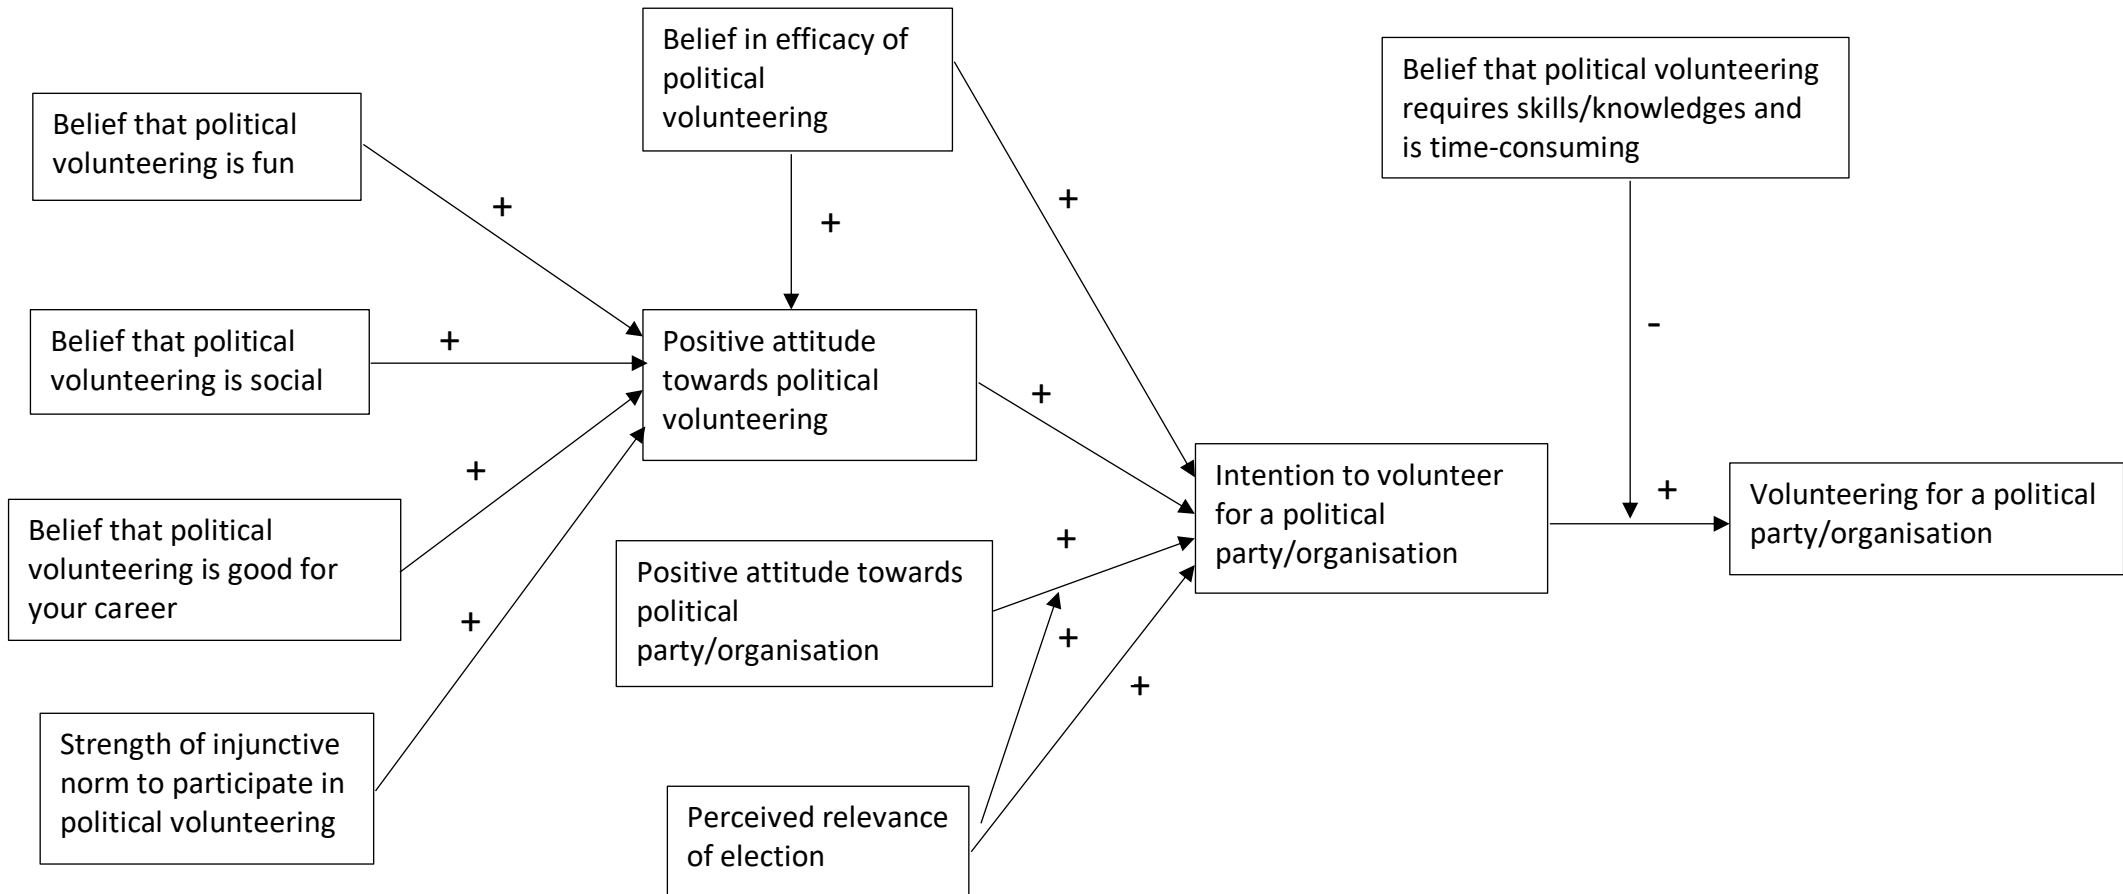 Belief in efficacy of
political
volunteering
Belief that political volunteering
requires skills/knowledges and
is time-consuming
Belief that political
volunteering is fun
+
+
+
Belief that political
volunteering is social
+
Positive attitude
towards political
volunteering
+
-
Belief that political
volunteering is good for
your career
+
Intention to volunteer
for a political
party/organisation
+
Volunteering for a political
party/organisation
Positive attitude towards
political
party/organisation
+
+
+
Strength of injunctive
norm to participate in
political volunteering
+
Perceived relevance
of election